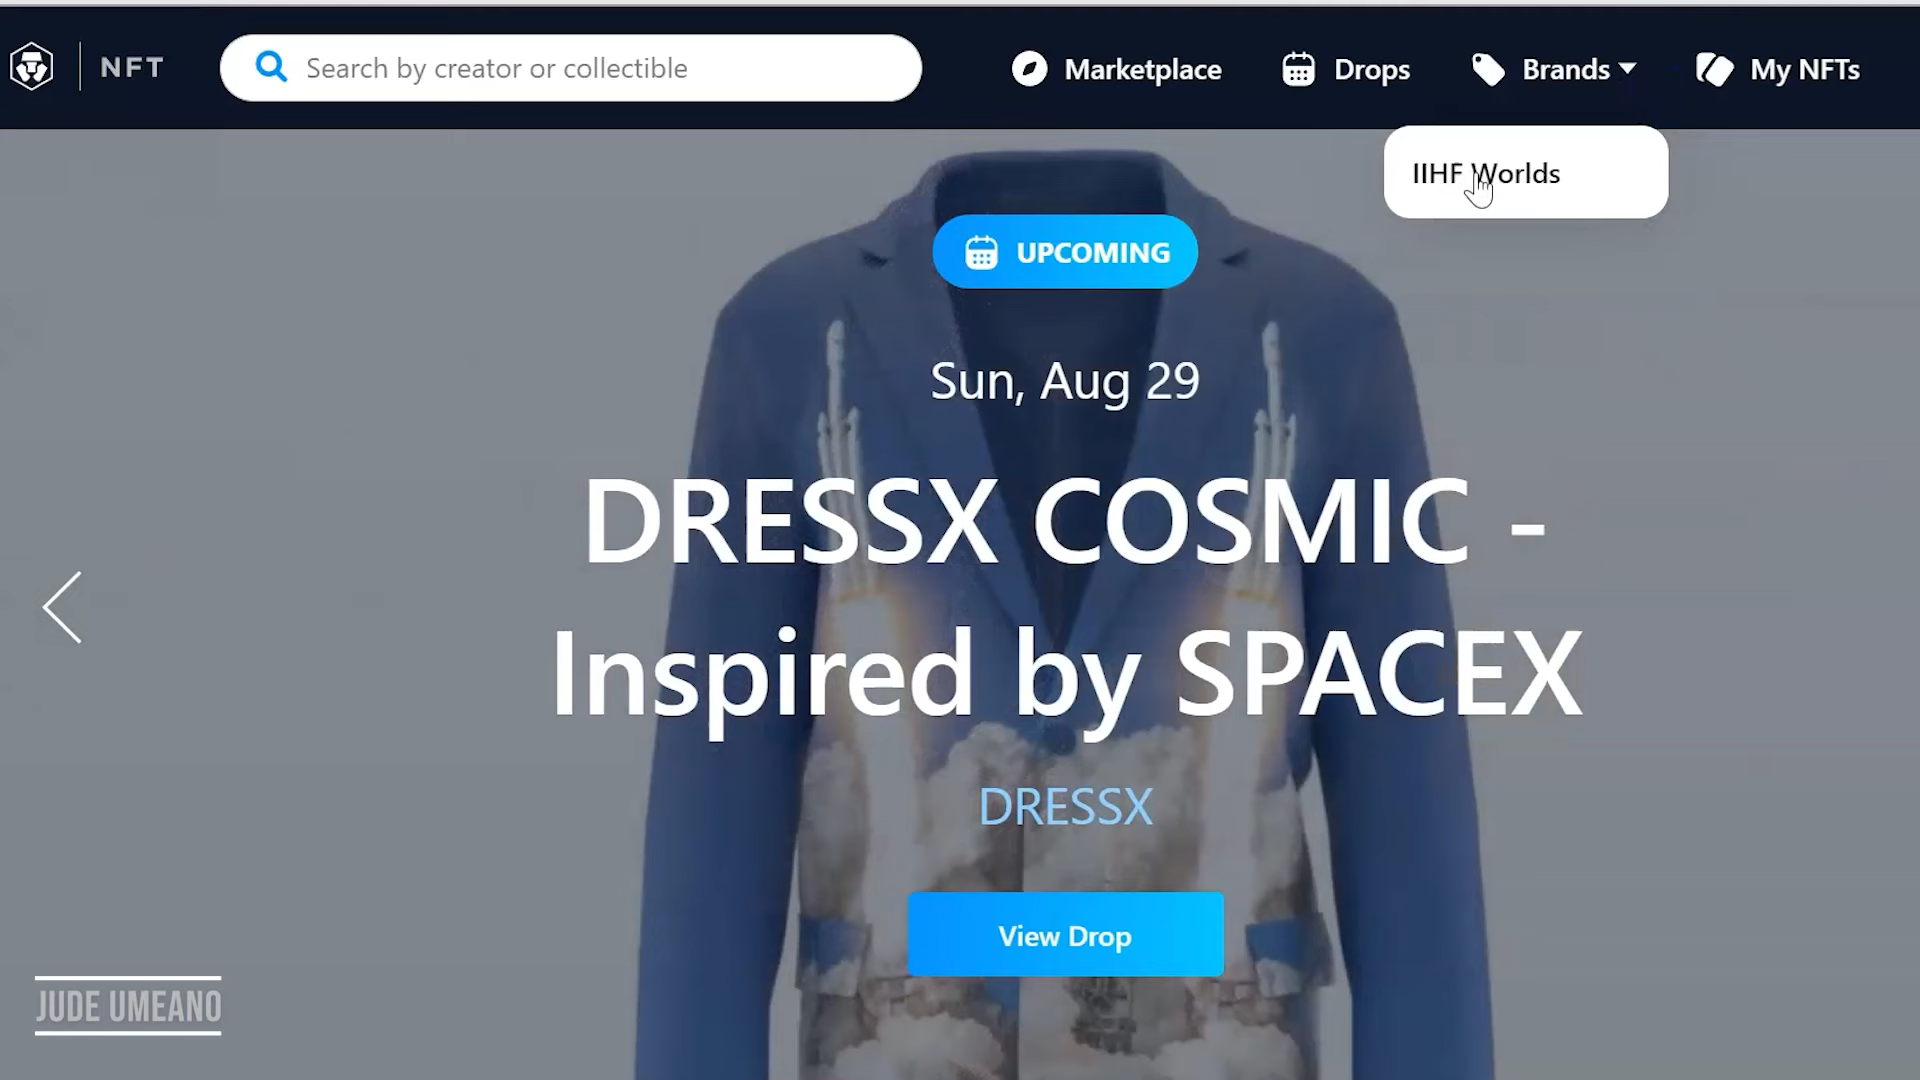 NFT
Search by creator or collectible
Marketplace
Drops
Brands
My NFTs
IIHF Worlds
UPCOMING
Sun, Aug 29
DRESSX COSMIC -
Inspired by SPACEX
DRESSX
View Drop
JUDE UMEANO